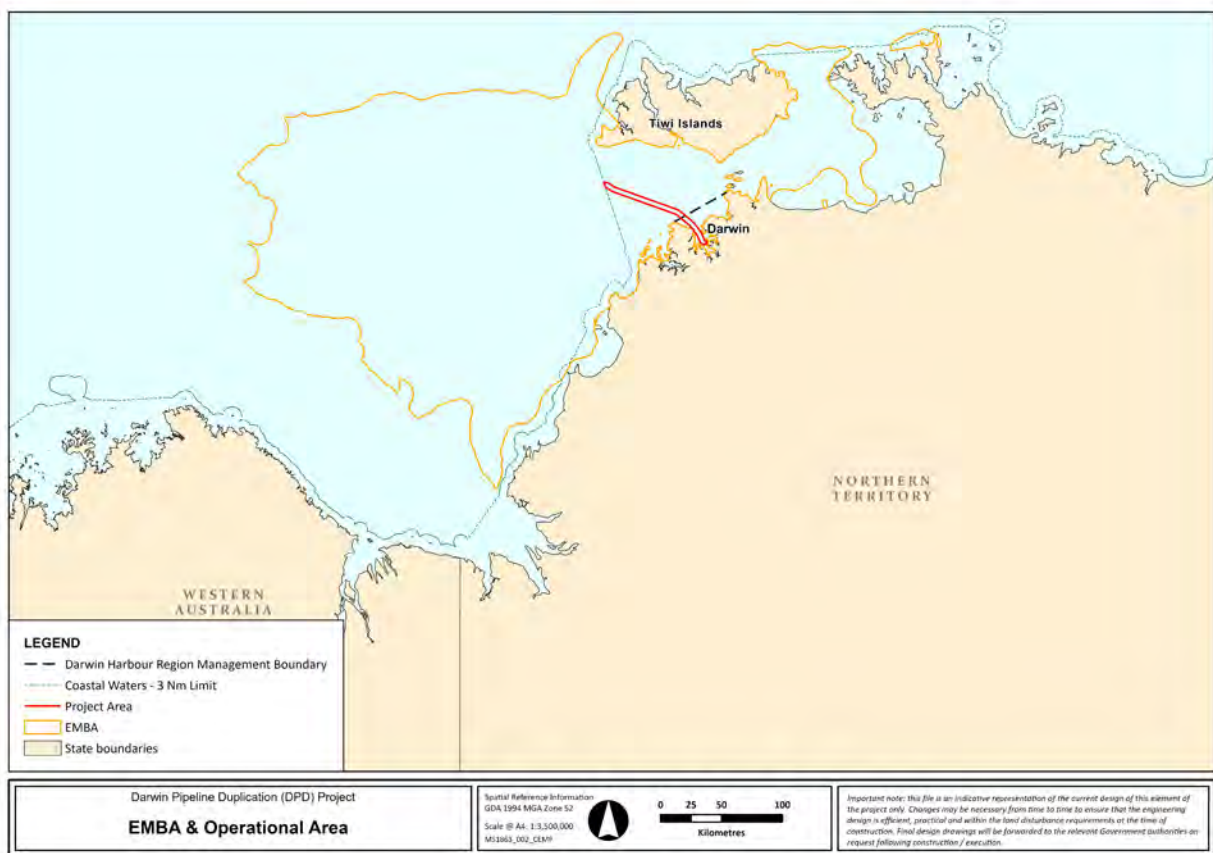 Tiwi Islands
Darwin
NORTHERN
TERRITORY
WESTERN
AUSTRALIA
LEGEND
Darwin Harbour Region Management Boundary
Coastal Waters - 3 Nm Limit
Project Area
EMBA
State boundaries
Darwin Pipeline Duplication (DPD) Project
EMBA & Operational Area
Spatial Reference Information
GDA 1994 MGA Zone 52
Scale @ A4: 1:3,500,000
0 25 50 100
Kilometres
Important note: this file is an indicative representation of the current design of this element of
the project only. Changes may be necessary from time to time to ensure that the engineering
design is efficient, practical and within the land disturbance requirements at the time of
construction. Final design drawings will be forwarded to the relevant Government authorities on
request following construction / execution.